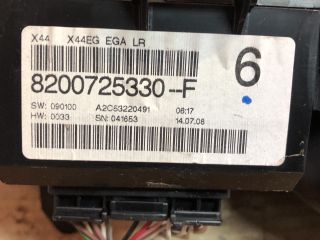 X44 X44EG EGA LR
6
8200725330--F
SW: 090100 A2C53220491 08:17
HW: 0033 SN: 041653 14.07.08